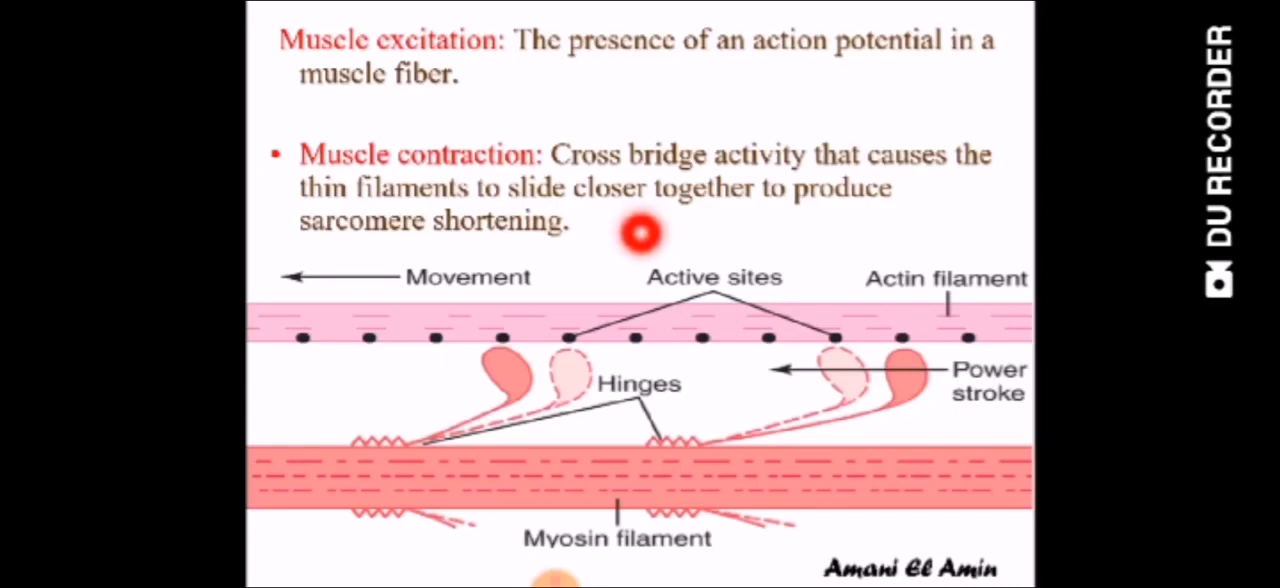 Muscle excitation: The presence of an action potential in a
muscle fiber.
• Muscle contraction: Cross bridge activity that causes the
thin filaments to slide closer together to produce
sarcomere shortening.
Movement
Active sites
Actin filament
Hinges
Power
stroke
Myosin filament
Amani El Amin
DU RECORDER